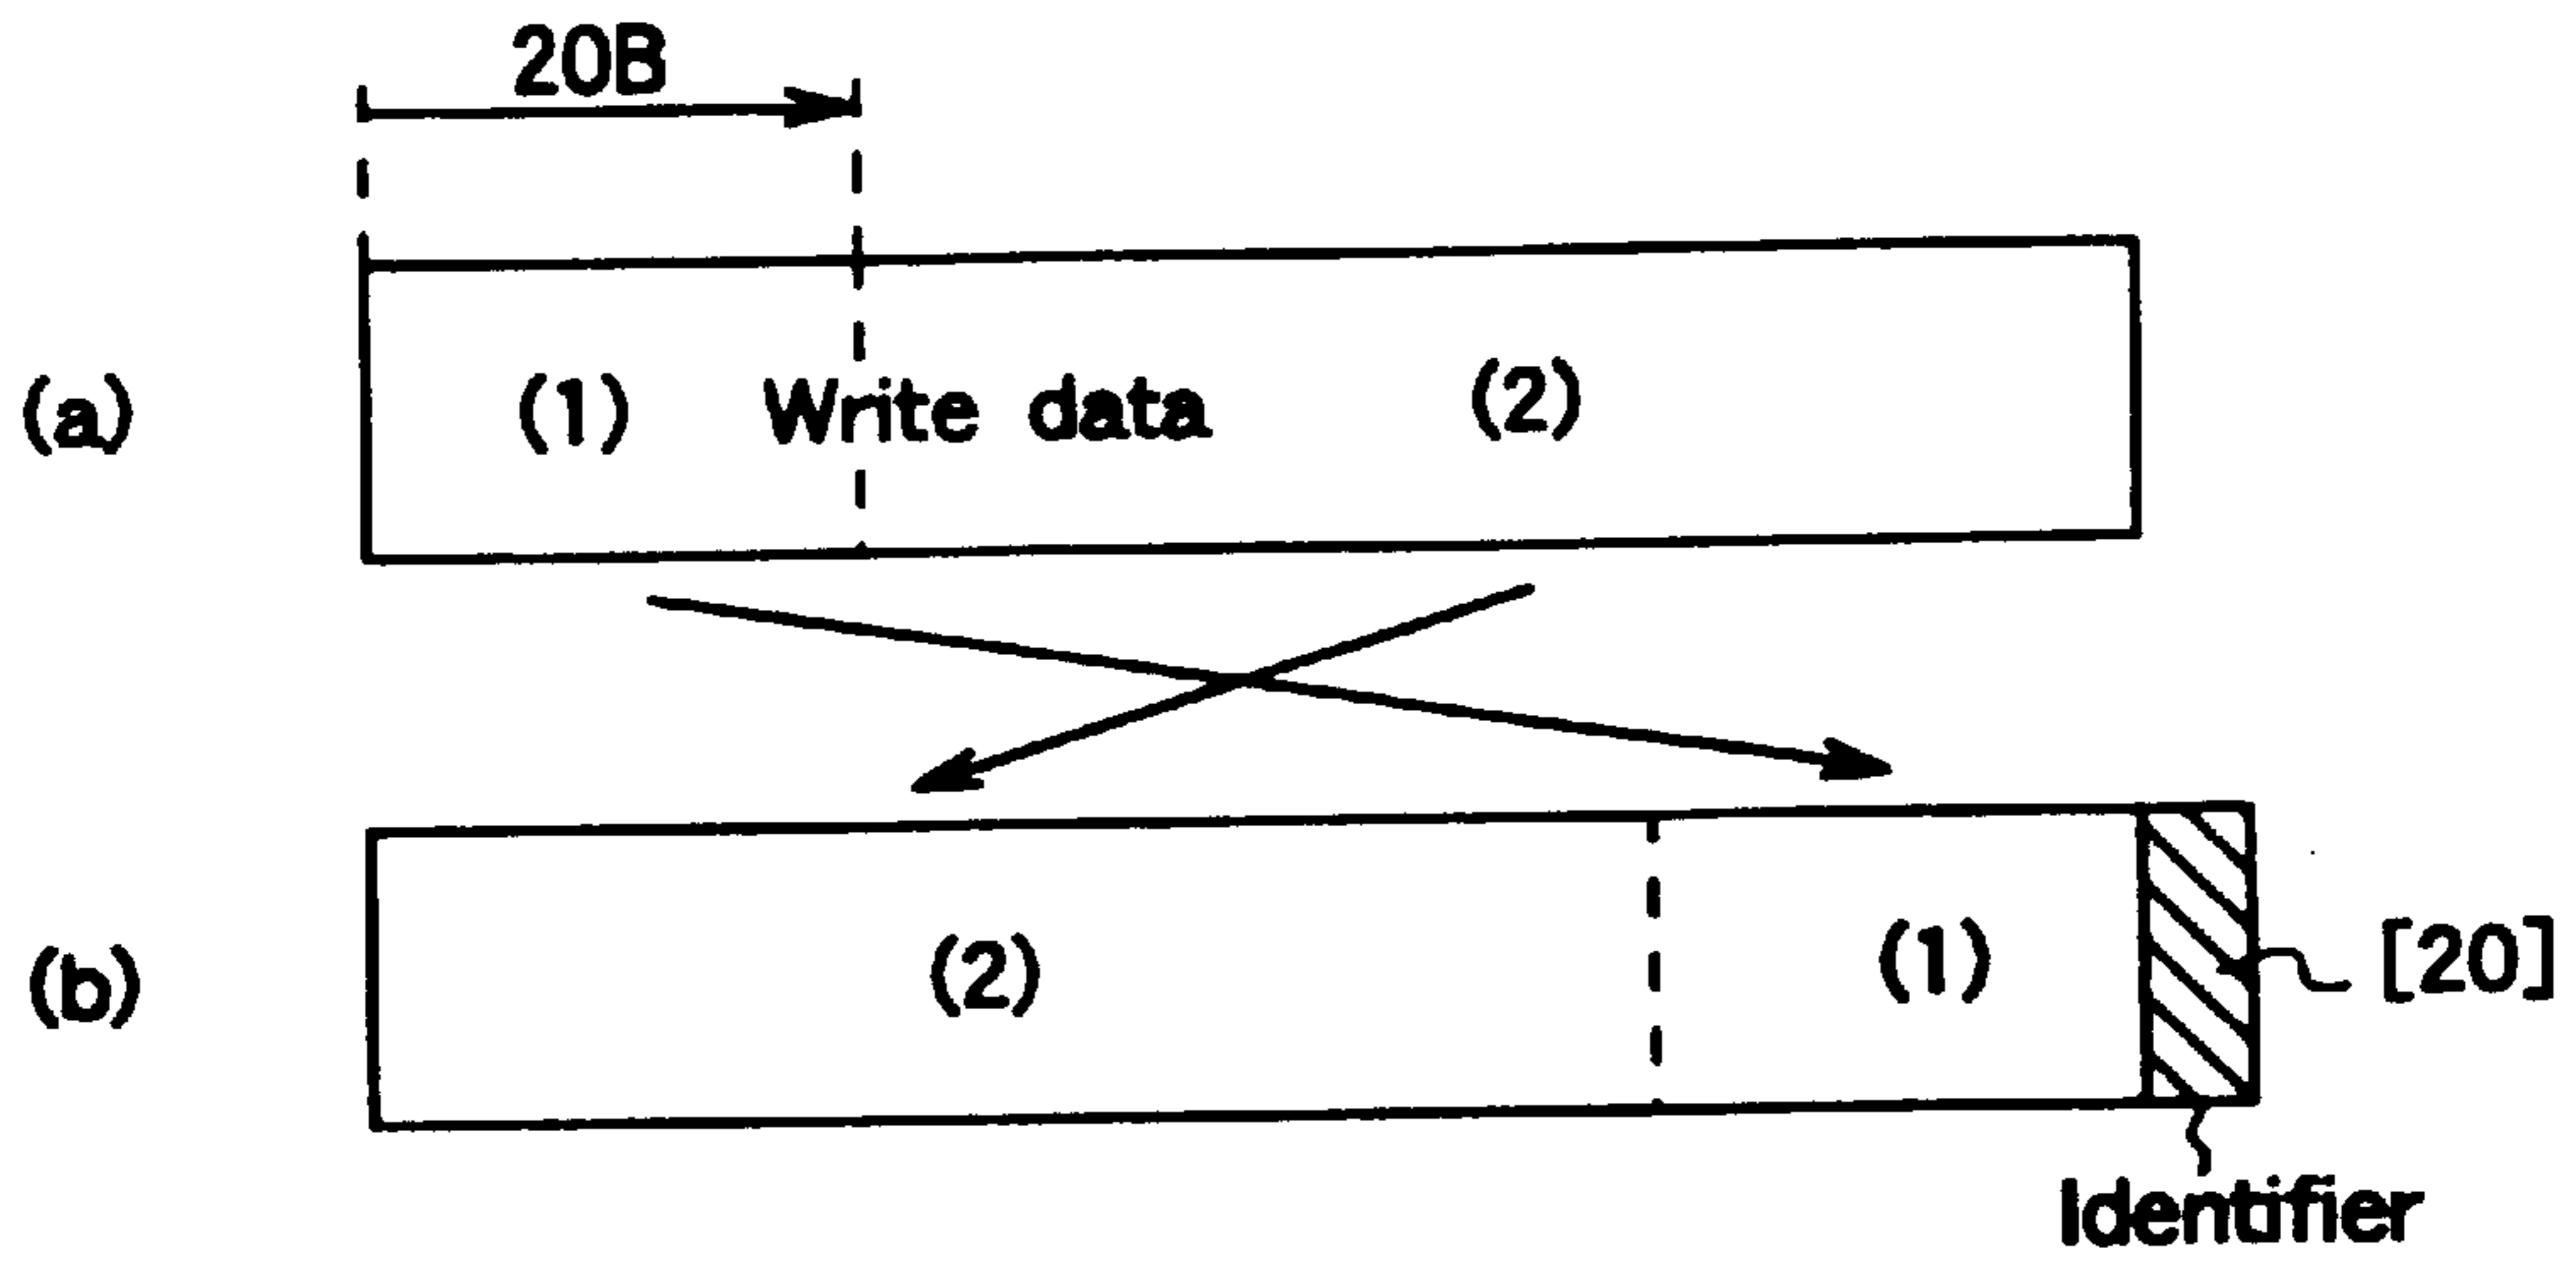 20B
(a) (1) Write data (2)
(b) (2) (1) [20]
Identifier